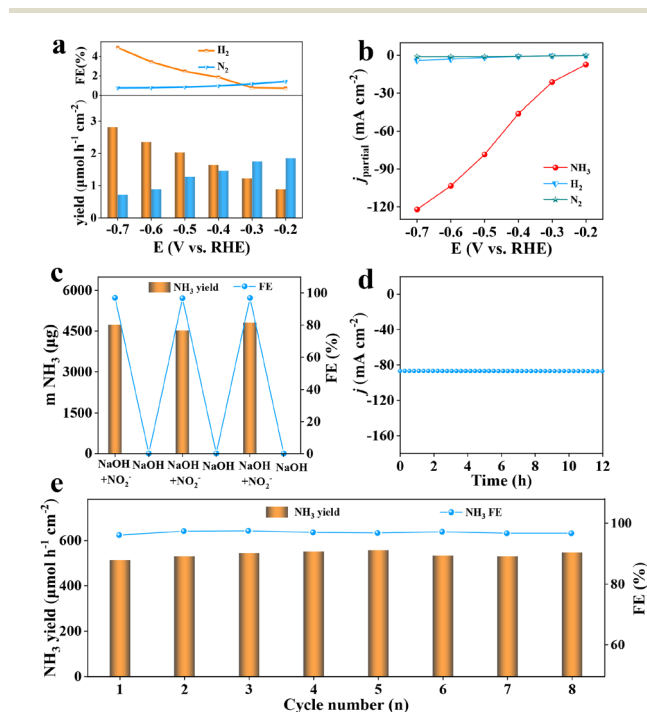 a
H₂
N₂
FE(%)
4
2
0
yield (μmol h⁻¹ cm⁻²)
3
2
1
0
-0.7 -0.6 -0.5 -0.4 -0.3 -0.2
E (V vs. RHE)
b
j_partial (mA cm⁻²)
0
-30
-60
-90
-120
NH₃
H₂
N₂
-0.7 -0.6 -0.5 -0.4 -0.3 -0.2
E (V vs. RHE)
c
NH₃ yield FE
m NH₃ (μg)
6000
4500
3000
1500
0
100
80
60
40
20
0
FE (%)
NaOH NaOH NaOH NaOH NaOH NaOH
+NO₂⁻ +NO₂⁻ +NO₂⁻
d
j (mA cm⁻²)
0
-40
-80
-120
-160
0 2 4 6 8 10 12
Time (h)
e
NH₃ yield NH₃ FE
NH₃ yield (μmol h⁻¹ cm⁻²)
600
400
200
0
100
80
60
FE (%)
1 2 3 4 5 6 7 8
Cycle number (n)